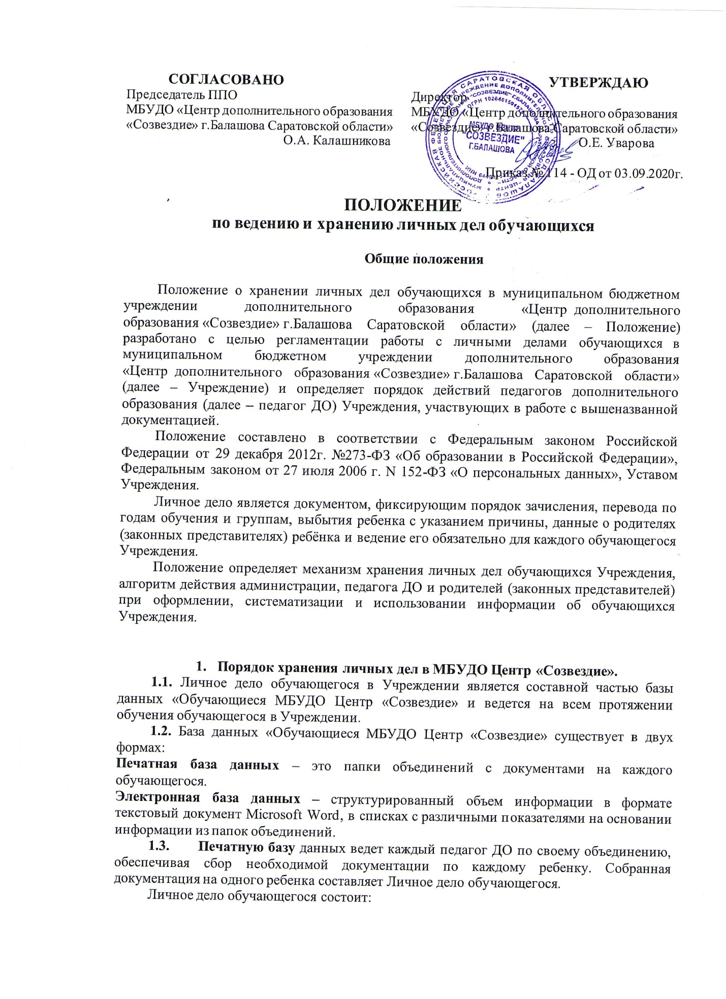 СОГЛАСОВАНО
Председатель ППО
МБУДО «Центр дополнительного образования
«Созвездие» г.Балашова Саратовской области»
О.А. Калашникова
УТВЕРЖДАЮ
Директор
МБУДО «Центр дополнительного образования
«Созвездие» г.Балашова Саратовской области»
О.Е. Уварова
Приказ № 114 - ОД от 03.09.2020г.
МБУДО ЦЕНТР
"СОЗВЕЗДИЕ"
Г.БАЛАШОВА
ПОЛОЖЕНИЕ
по ведению и хранению личных дел обучающихся
Общие положения
Положение о хранении личных дел обучающихся в муниципальном бюджетном
учреждении дополнительного образования «Центр дополнительного
образования «Созвездие» г.Балашова Саратовской области» (далее – Положение)
разработано с целью регламентации работы с личными делами обучающихся в
муниципальном бюджетном учреждении дополнительного образования
«Центр дополнительного образования «Созвездие» г.Балашова Саратовской области»
(далее – Учреждение) и определяет порядок действий педагогов дополнительного
образования (далее – педагог ДО) Учреждения, участвующих в работе с вышеназванной
документацией.
Положение составлено в соответствии с Федеральным законом Российской
Федерации от 29 декабря 2012г. №273-ФЗ «Об образовании в Российской Федерации»,
Федеральным законом от 27 июля 2006 г. N 152-ФЗ «О персональных данных», Уставом
Учреждения.
Личное дело является документом, фиксирующим порядок зачисления, перевода по
годам обучения и группам, выбытия ребенка с указанием причины, данные о родителях
(законных представителях) ребёнка и ведение его обязательно для каждого обучающегося
Учреждения.
Положение определяет механизм хранения личных дел обучающихся Учреждения,
алгоритм действия администрации, педагога ДО и родителей (законных представителей)
при оформлении, систематизации и использовании информации об обучающихся
Учреждения.
1. Порядок хранения личных дел в МБУДО Центр «Созвездие».
1.1. Личное дело обучающегося в Учреждении является составной частью базы
данных «Обучающиеся МБУДО Центр «Созвездие» и ведется на всем протяжении
обучения обучающегося в Учреждении.
1.2. База данных «Обучающиеся МБУДО Центр «Созвездие» существует в двух
формах:
Печатная база данных – это папки объединений с документами на каждого
обучающегося.
Электронная база данных – структурированный объем информации в формате
текстовый документ Microsoft Word, в списках с различными показателями на основании
информации из папок объединений.
1.3. Печатную базу данных ведет каждый педагог ДО по своему объединению,
обеспечивая сбор необходимой документации по каждому ребенку. Собранная
документация на одного ребенка составляет Личное дело обучающегося.
Личное дело обучающегося состоит: